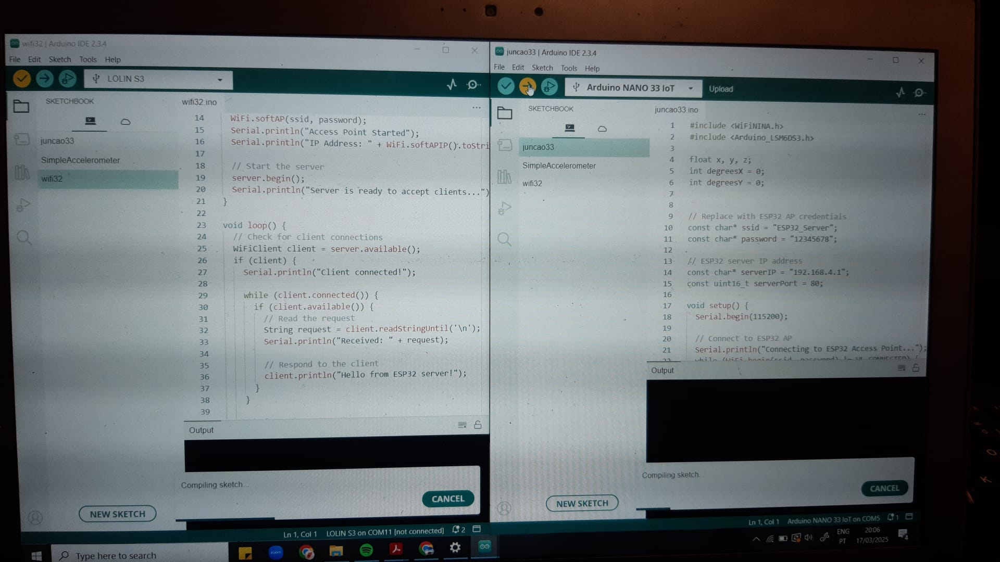 wifi32 | Arduino IDE 2.3.4
File Edit Sketch Tools Help
LOLIN S3
SKETCHBOOK
juncao33
SimpleAccelerometer
wifi32
NEW SKETCH
wifi32.ino
14 WiFi.softAP(ssid, password);
15 Serial.println("Access Point Started");
16 Serial.println("IP Address: " + WiFi.softAPIP().toStri
17
18 // Start the server
19 server.begin();
20 Serial.println("Server is ready to accept clients...")
21 }
22
23 void loop() {
24 // Check for client connections
25 WiFiClient client = server.available();
26 if (client) {
27 Serial.println("Client connected!");
28
29 while (client.connected()) {
30 if (client.available()) {
31 // Read the request
32 String request = client.readStringUntil('\n');
33 Serial.println("Received: " + request);
34
35 // Respond to the client
36 client.println("Hello from ESP32 server!");
37 }
38 }
39
Output
Compiling sketch...
CANCEL
Ln 1, Col 1 LOLIN S3 on COM11 [not connected] 2
juncao33 | Arduino IDE 2.3.4
File Edit Sketch Tools Help
Arduino NANO 33 IoT Upload
SKETCHBOOK
juncao33
SimpleAccelerometer
wifi32
NEW SKETCH
juncao33.ino
1 #include <WiFiNINA.h>
2 #include <Arduino_LSM6DS3.h>
3
4 float x, y, z;
5 int degreesX = 0;
6 int degreesY = 0;
7
8
9 // Replace with ESP32 AP credentials
10 const char* ssid = "ESP32_Server";
11 const char* password = "12345678";
12
13 // ESP32 server IP address
14 const char* serverIP = "192.168.4.1";
15 const uint16_t serverPort = 80;
16
17 void setup() {
18 Serial.begin(115200);
19
20 // Connect to ESP32 AP
21 Serial.println("Connecting to ESP32 Access Point...");
22 while (WiFi.begin(ssid, password) != WL_CONNECTED) {
Output
Compiling sketch...
CANCEL
Ln 1, Col 1 Arduino NANO 33 IoT on COM5 1
Type here to search
zoom
ENG
PT
20:06
17/03/2025
4